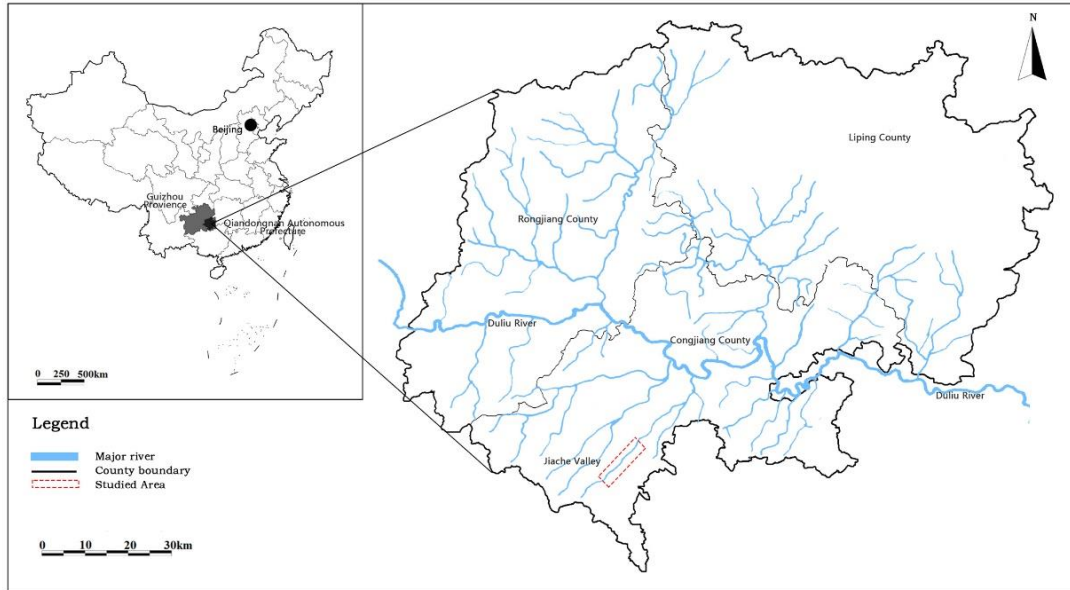 N
Beijing
Guizhou
Provience
Qiandongnan Autonomous
Prefecture
0 250 500km
Legend
Major river
County boundary
Studied Area
0 10 20 30km
Liping County
Rongjiang County
Duliu River
Congjiang County
Duliu River
Jiache Valley